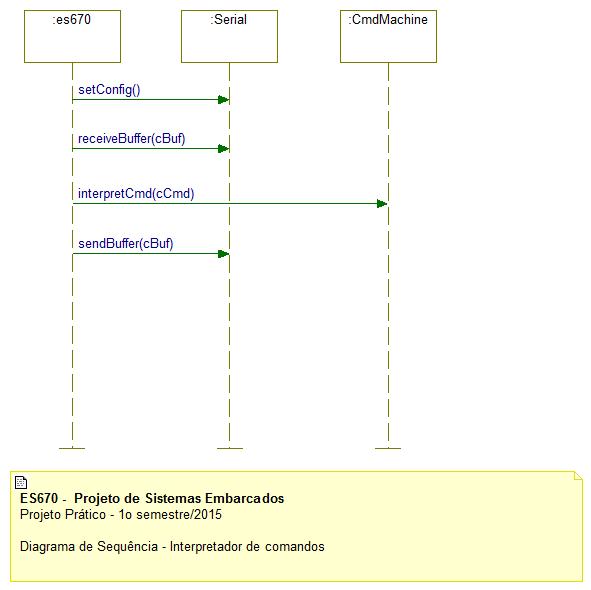 :es670
:Serial
:CmdMachine
setConfig()
receiveBuffer(cBuf)
interpretCmd(cCmd)
sendBuffer(cBuf)
ES670 - Projeto de Sistemas Embarcados
Projeto Prático - 1o semestre/2015
Diagrama de Sequência - Interpretador de comandos